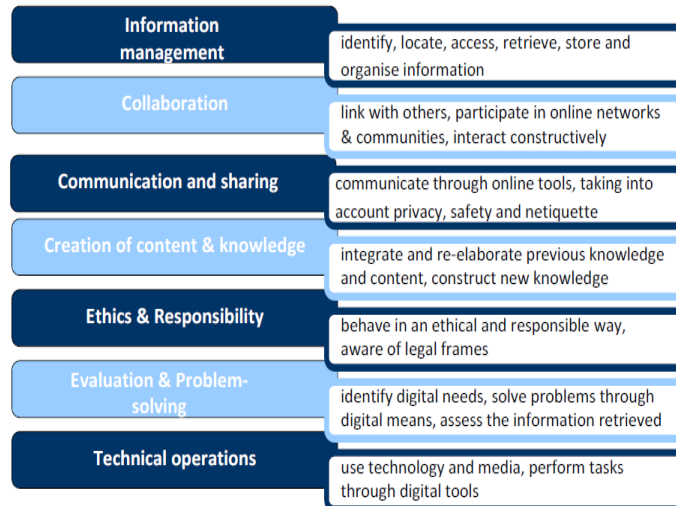 Information
management
identify, locate, access, retrieve, store and
organise information
Collaboration
link with others, participate in online networks
& communities, interact constructively
Communication and sharing
communicate through online tools, taking into
account privacy, safety and netiquette
Creation of content & knowledge
integrate and re-elaborate previous knowledge
and content, construct new knowledge
Ethics & Responsibility
behave in an ethical and responsible way,
aware of legal frames
Evaluation & Problem-
solving
identify digital needs, solve problems through
digital means, assess the information retrieved
Technical operations
use technology and media, perform tasks
through digital tools